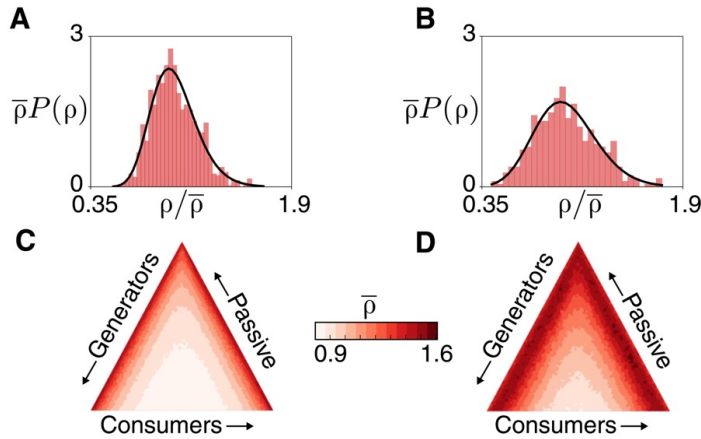 A
3
ρ̅P(ρ)
0
0.35
ρ/ρ̅
1.9
B
3
ρ̅P(ρ)
0
0.35
ρ/ρ̅
1.9
C
←Generators
←Passive
Consumers→
ρ̅
0.9
1.6
D
←Generators
←Passive
Consumers→